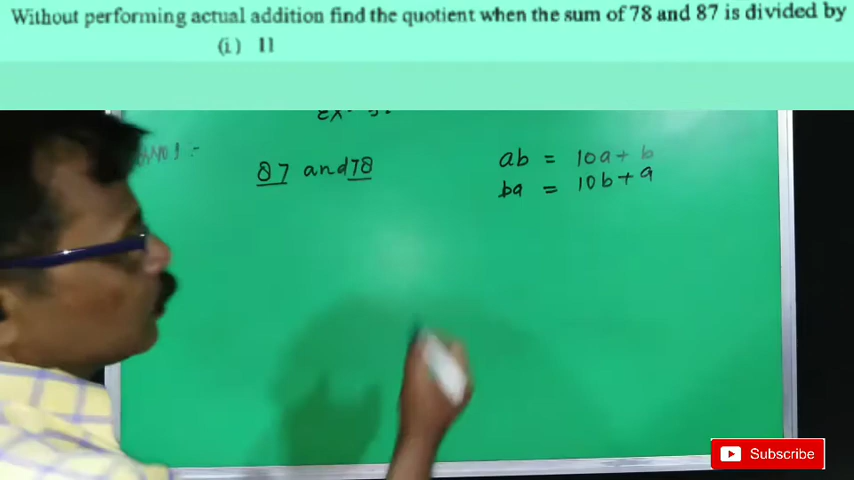 Without performing actual addition find the quotient when the sum of 78 and 87 is divided by
(i) 11
87 and 78
ab = 10a + b
ba = 10b + a
Subscribe